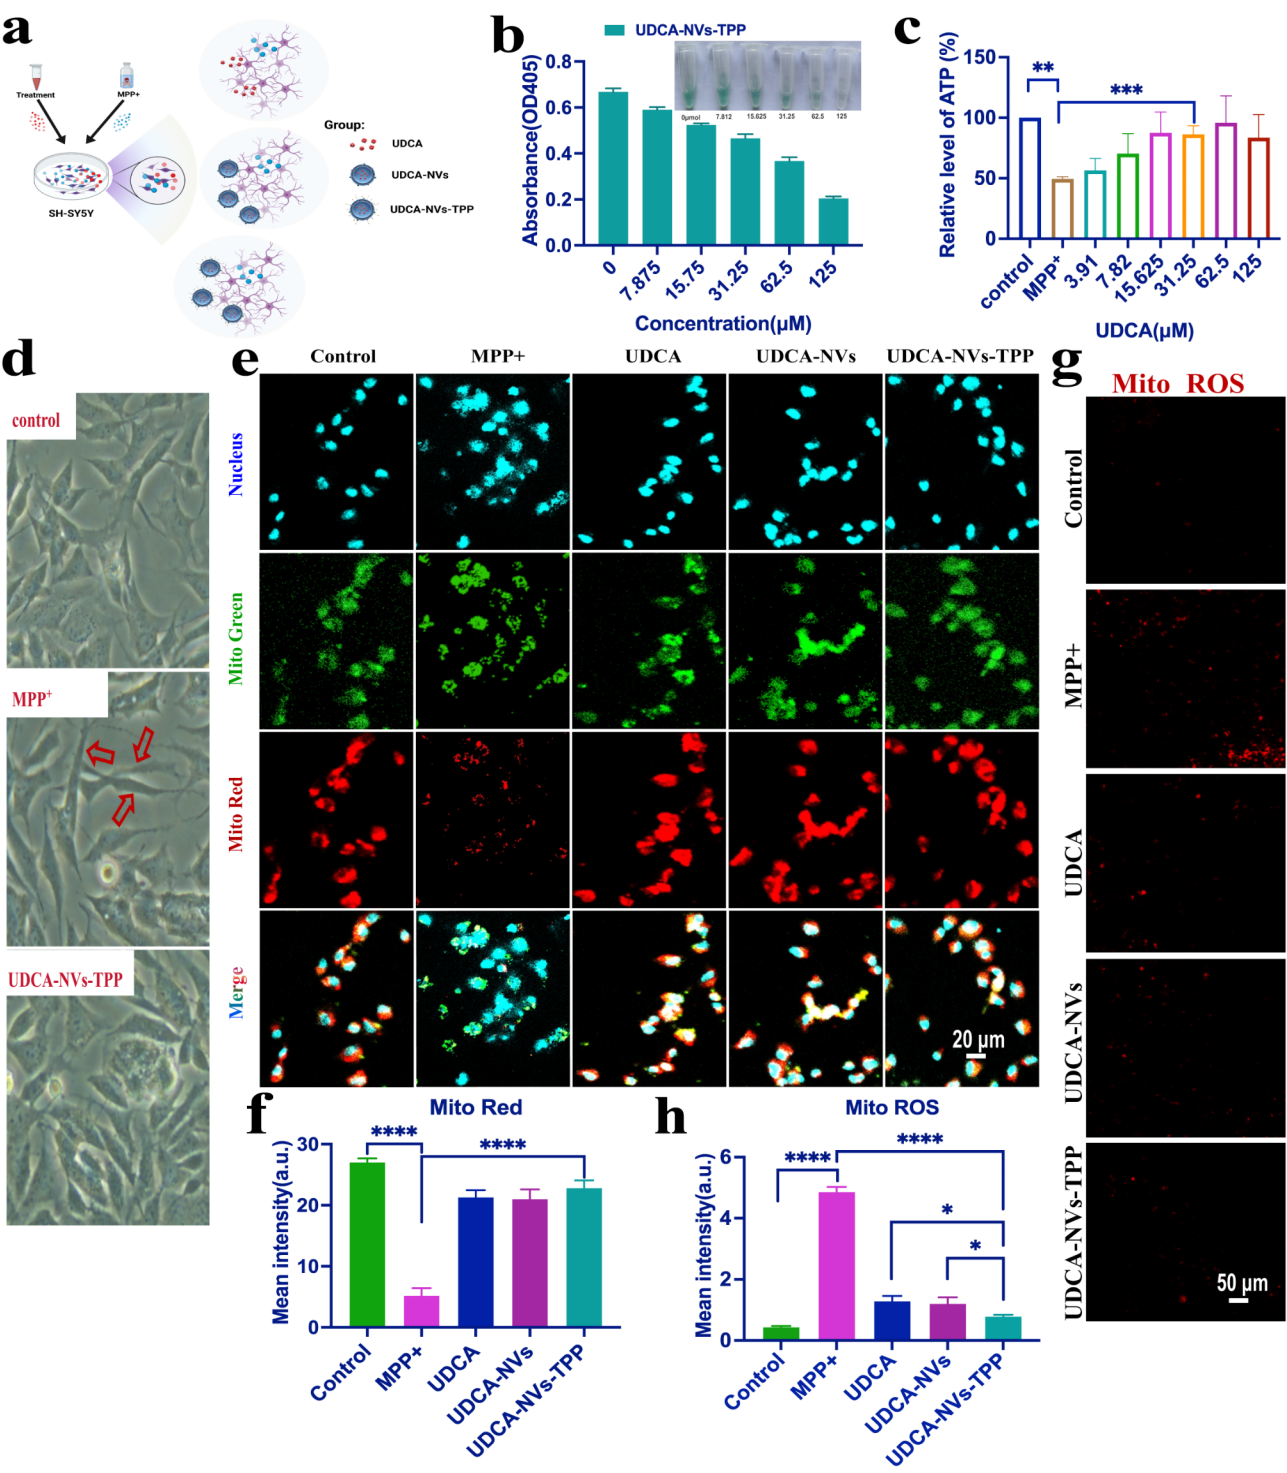 a
Treatment
MPP+
SH-SY5Y
Group:
UDCA
UDCA-NVs
UDCA-NVs-TPP
b
UDCA-NVs-TPP
Absorbance(OD405)
0.8
0.6
0.4
0.2
0.0
0μmol 7.812 15.625 31.25 62.5 125
0 7.875 15.75 31.25 62.5 125
Concentration(μM)
c
Relative level of ATP (%)
150
100
50
0
** ***
control MPP⁺ 3.91 7.82 15.625 31.25 62.5 125
UDCA(μM)
d
control
MPP⁺
UDCA-NVs-TPP
e
Control MPP+ UDCA UDCA-NVs UDCA-NVs-TPP
Nucleus
Mito Green
Mito Red
Merge
20 μm
f
Mito Red
Mean intensity(a.u.)
30
20
10
0
**** ****
Control MPP+ UDCA UDCA-NVs UDCA-NVs-TPP
g
Mito ROS
Control
MPP+
UDCA
UDCA-NVs
UDCA-NVs-TPP
50 μm
h
Mito ROS
Mean intensity(a.u.)
6
4
2
0
**** **** * *
Control MPP+ UDCA UDCA-NVs UDCA-NVs-TPP